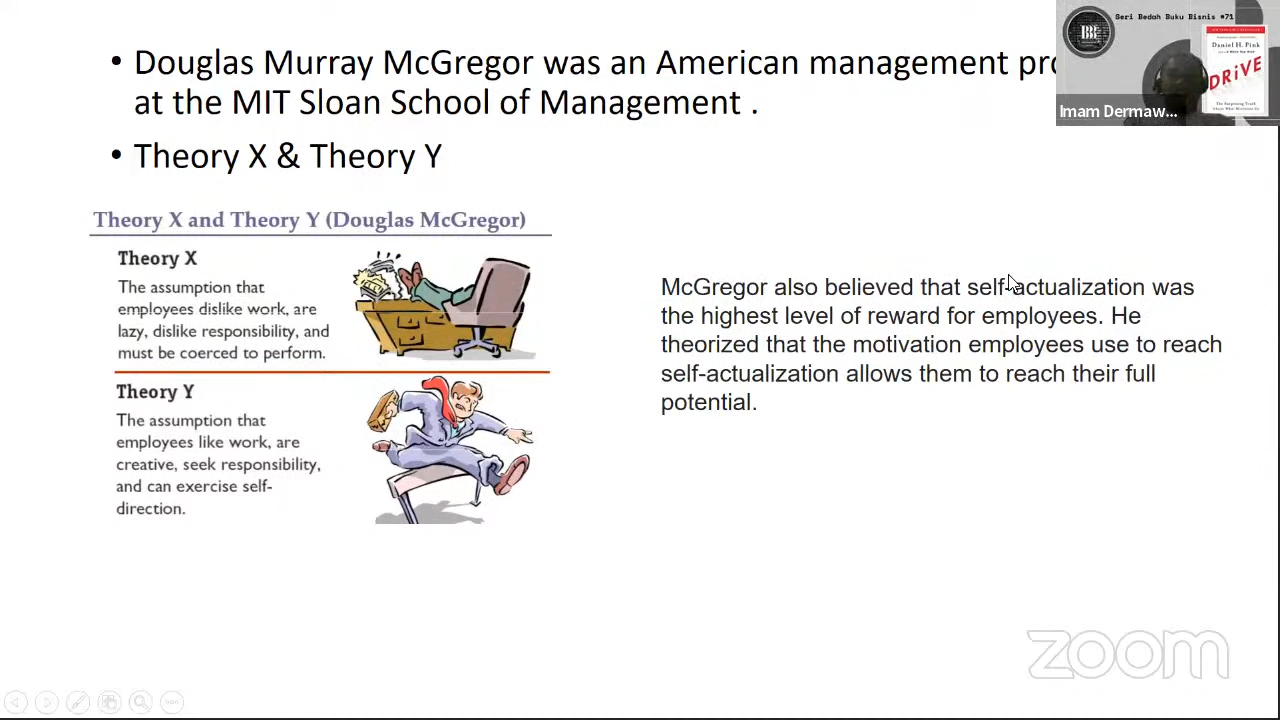 • Douglas Murray McGregor was an American management pro
at the MIT Sloan School of Management .
• Theory X & Theory Y
Theory X and Theory Y (Douglas McGregor)
Theory X
The assumption that
employees dislike work, are
lazy, dislike responsibility, and
must be coerced to perform.
Theory Y
The assumption that
employees like work, are
creative, seek responsibility,
and can exercise self-
direction.
McGregor also believed that self-actualization was
the highest level of reward for employees. He
theorized that the motivation employees use to reach
self-actualization allows them to reach their full
potential.
Seri Bedah Buku Bisnis #71
BB
Daniel H. Pink
DRiVE
Imam Dermaw...
zoom